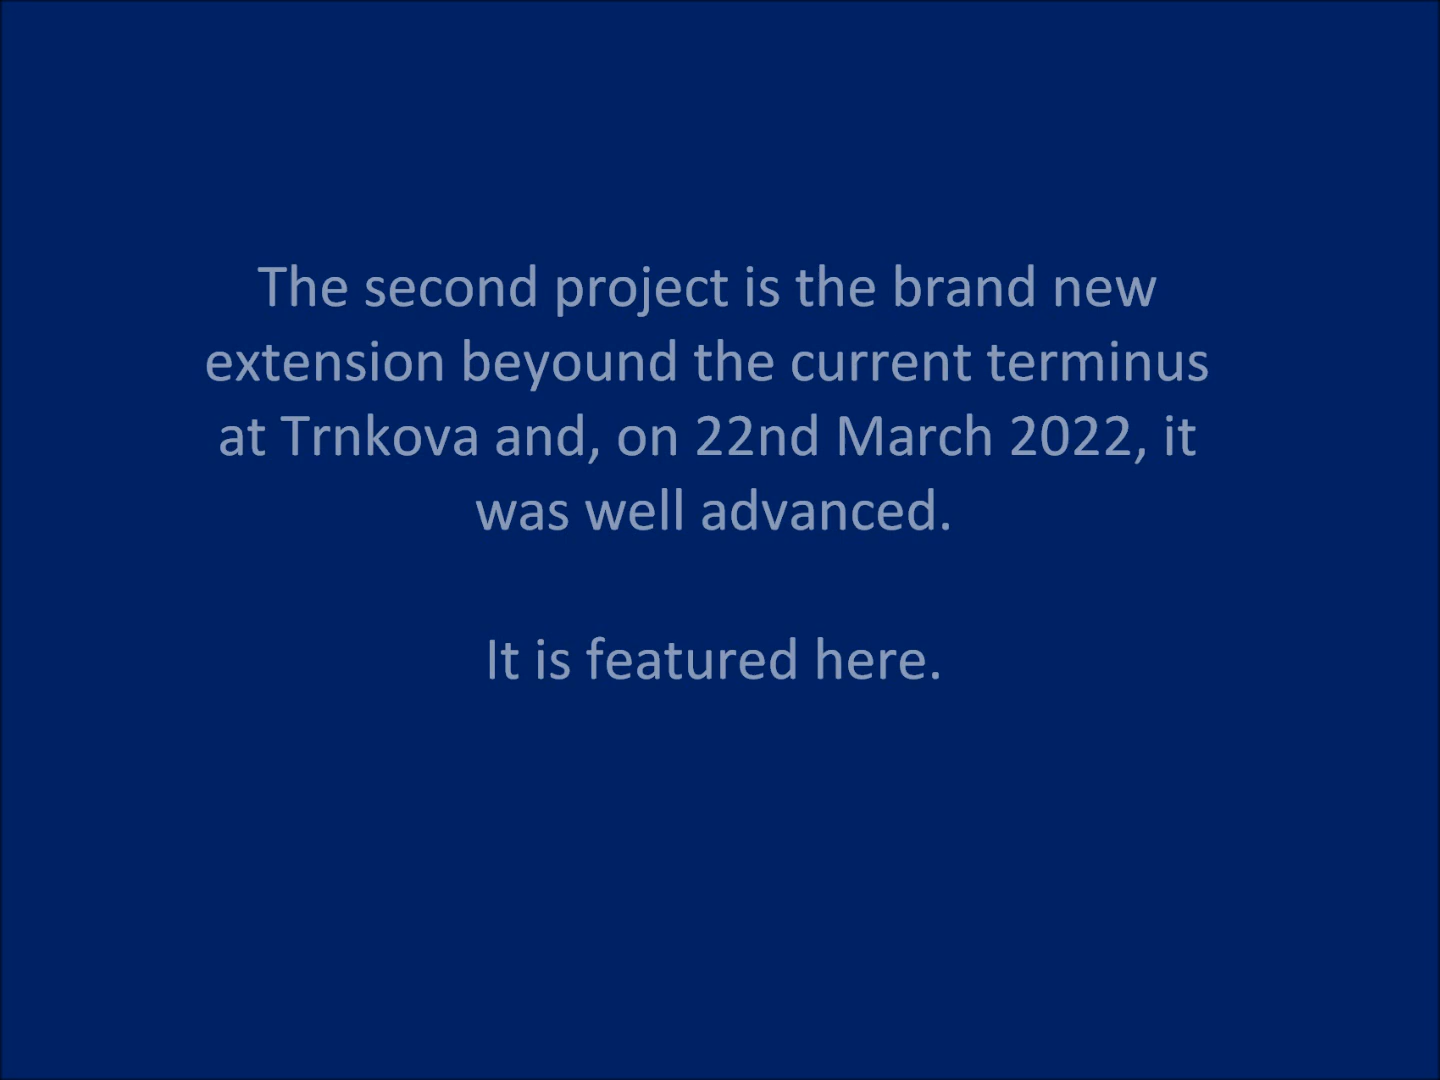 The second project is the brand new
extension beyound the current terminus
at Trnkova and, on 22nd March 2022, it
was well advanced.
It is featured here.